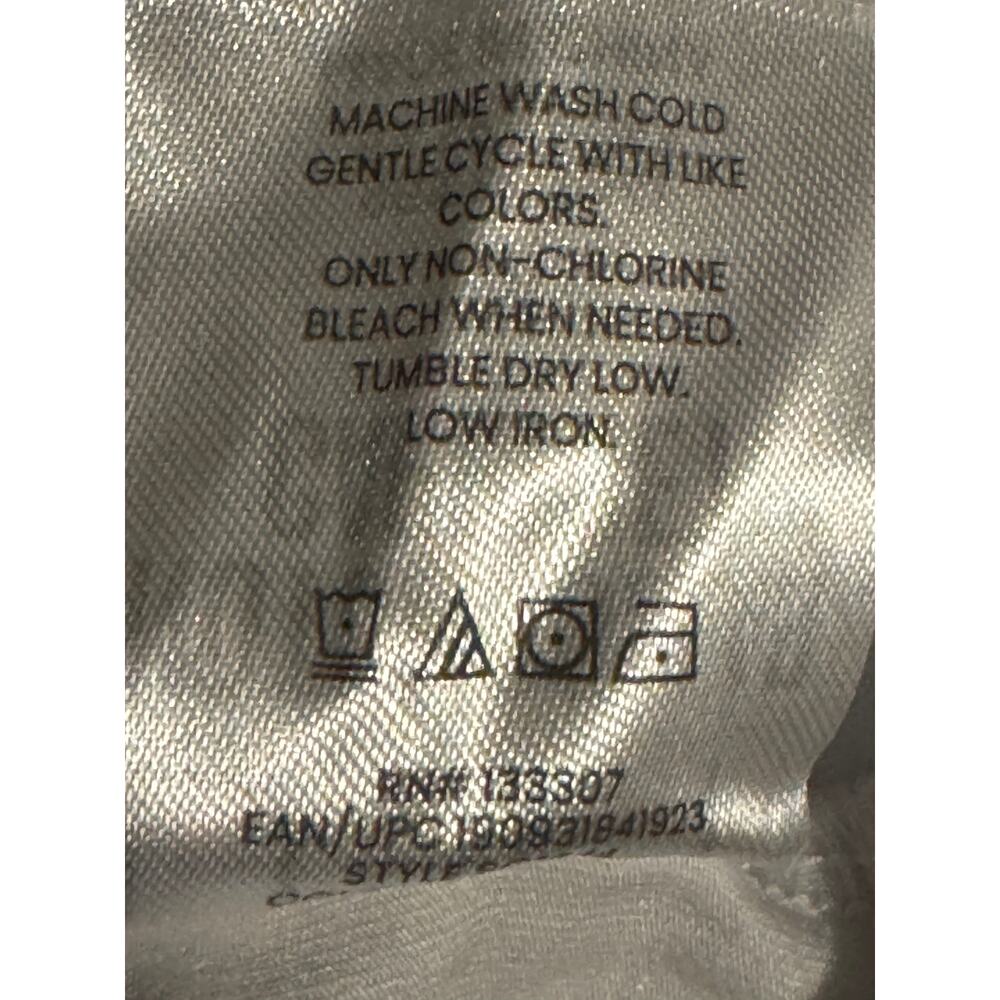 MACHINE WASH COLD
GENTLE CYCLE WITH LIKE
COLORS.
ONLY NON-CHLORINE
BLEACH WHEN NEEDED.
TUMBLE DRY LOW.
LOW IRON.
RN# 133307
EAN/UPC 190931841923